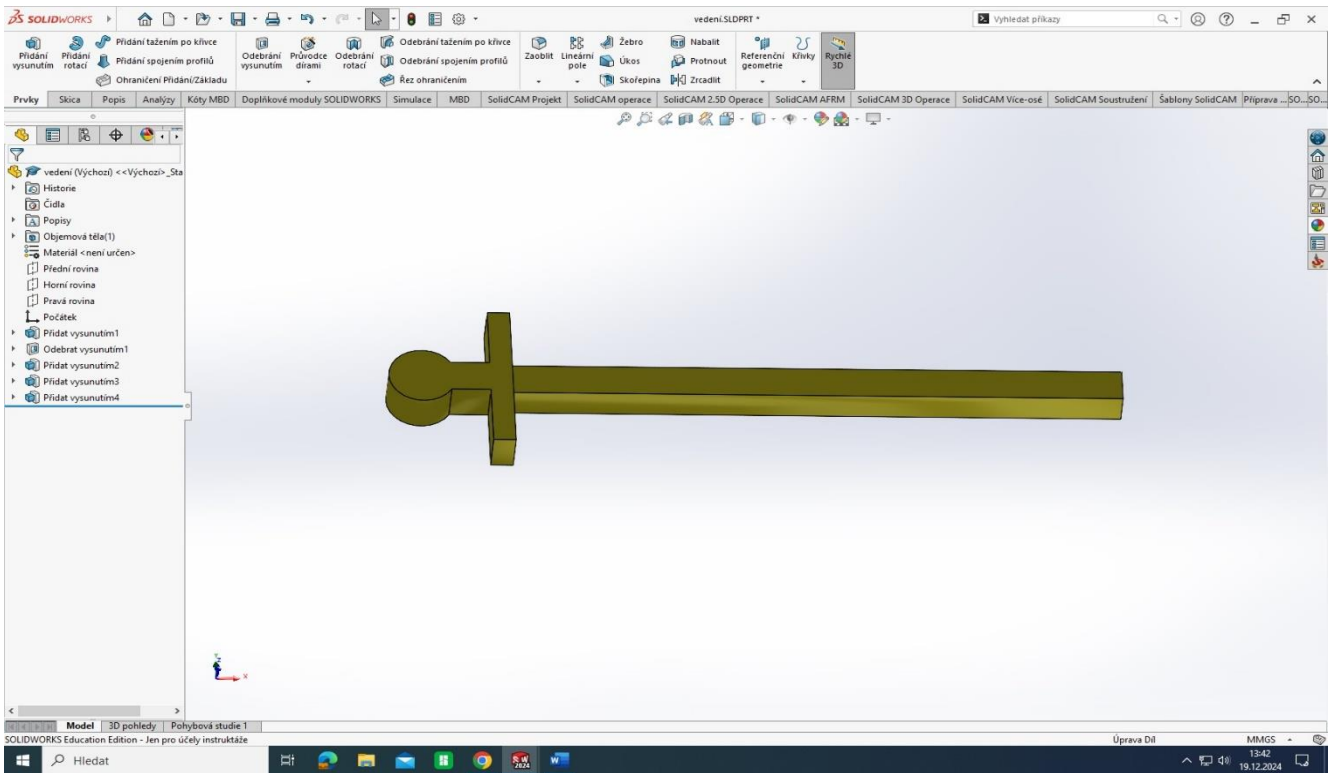 SOLIDWORKS
vedení.SLDPRT *
Vyhledat příkazy
Přidání vysunutím
Přidání rotací
Přidání tažením po křivce
Přidání spojením profilů
Ohraničení Přidání/Základu
Odebrání vysunutím
Průvodce dírami
Odebrání rotací
Odebrání tažením po křivce
Odebrání spojením profilů
Řez ohraničením
Zaoblit
Lineární pole
Žebro
Úkos
Skořepina
Nabalit
Protnout
Zrcadlit
Referenční geometrie
Křivky
Rychlé 3D
Prvky Skica Popis Analýzy Kóty MBD Doplňkové moduly SOLIDWORKS Simulace MBD SolidCAM Projekt SolidCAM operace SolidCAM 2.5D Operace SolidCAM AFRM SolidCAM 3D Operace SolidCAM Více-osé SolidCAM Soustružení Šablony SolidCAM Příprava ... SO... SO...
vedení (Výchozí) <<Výchozí>_Sta
Historie
Čidla
Popisy
Objemová těla(1)
Materiál <není určen>
Přední rovina
Horní rovina
Pravá rovina
Počátek
Přidat vysunutím1
Odebrat vysunutím1
Přidat vysunutím2
Přidat vysunutím3
Přidat vysunutím4
Z
X
Model 3D pohledy Pohybová studie 1
SOLIDWORKS Education Edition - Jen pro účely instruktáže
Úprava Díl
MMGS
Hledat
13:42
19.12.2024